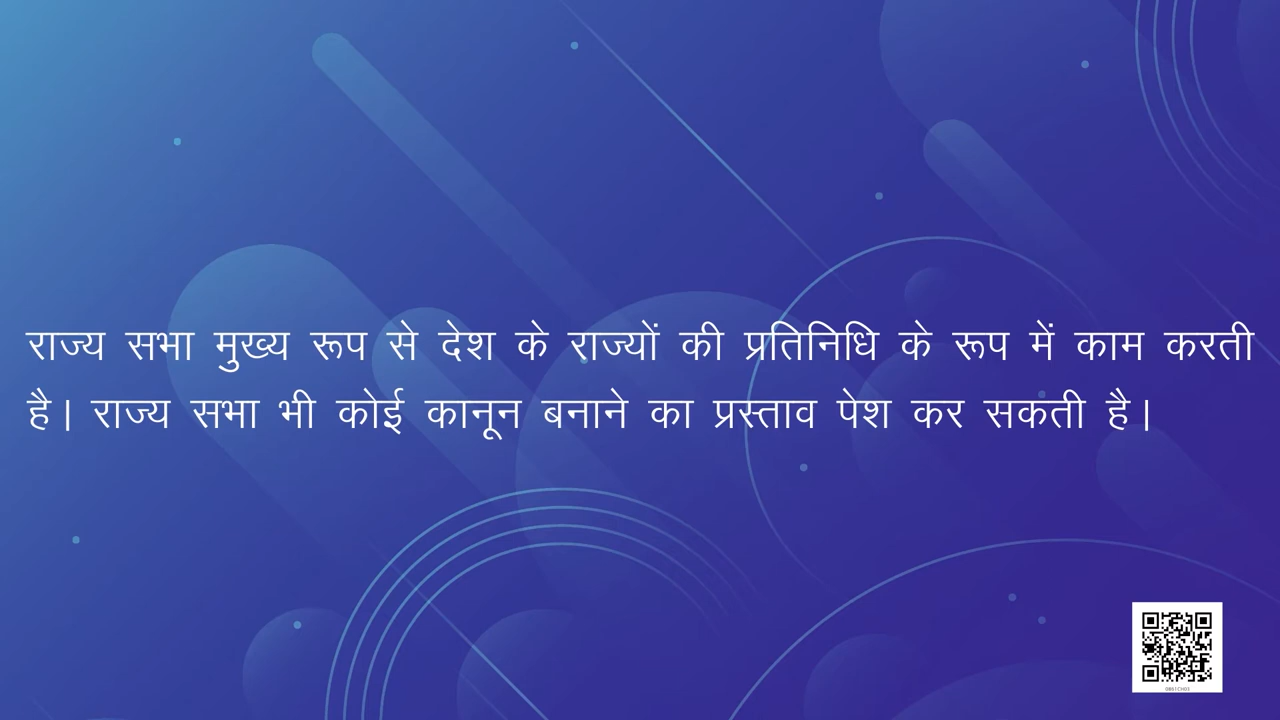 राज्य सभा मुख्य रूप से देश के राज्यों की प्रतिनिधि के रूप में काम करती
है। राज्य सभा भी कोई कानून बनाने का प्रस्ताव पेश कर सकती है।